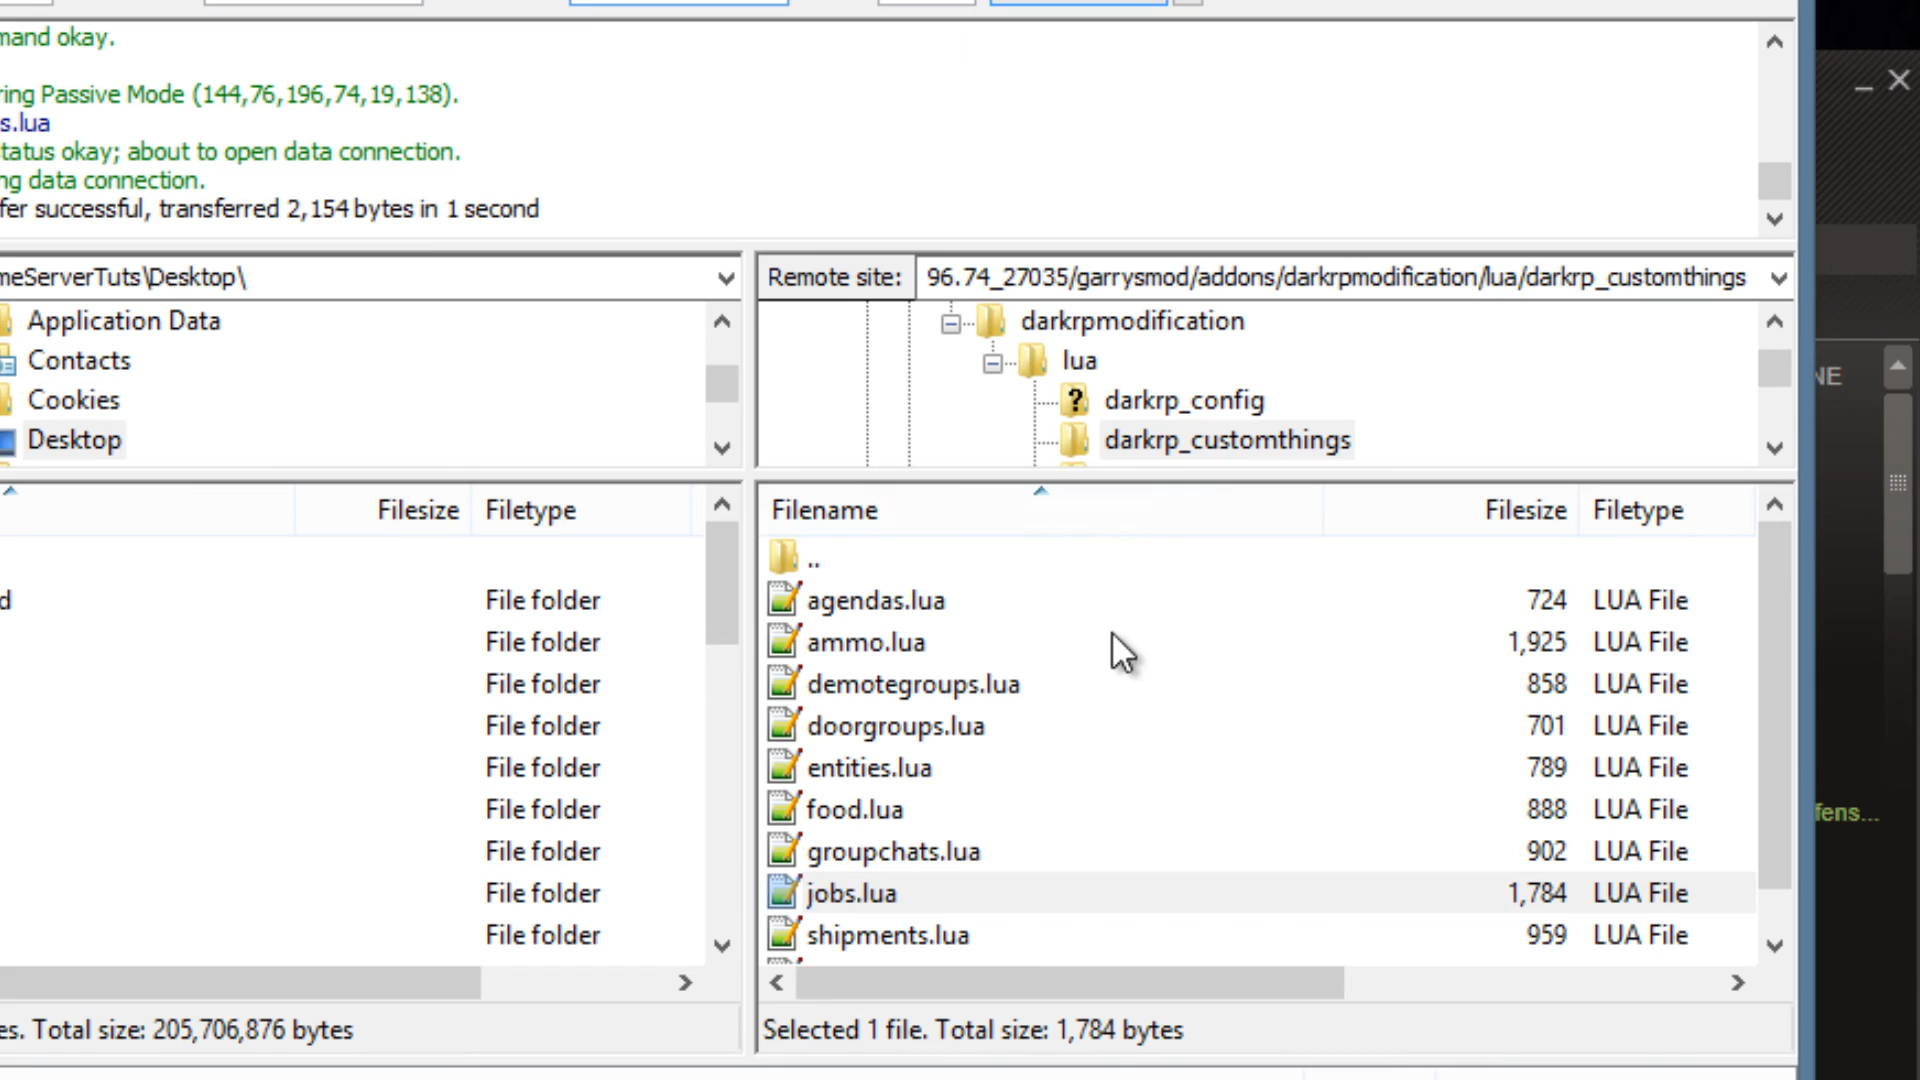 mand okay.
ring Passive Mode (144,76,196,74,19,138).
s.lua
tatus okay; about to open data connection.
ng data connection.
fer successful, transferred 2,154 bytes in 1 second
meServerTuts\Desktop\
Remote site: 96.74_27035/garrysmod/addons/darkrpmodification/lua/darkrp_customthings
Application Data
Contacts
Cookies
Desktop
darkrpmodification
lua
? darkrp_config
darkrp_customthings
NE
Filesize Filetype
d File folder
File folder
File folder
File folder
File folder
File folder
File folder
File folder
File folder
Filename Filesize Filetype
..
agendas.lua 724 LUA File
ammo.lua 1,925 LUA File
demotegroups.lua 858 LUA File
doorgroups.lua 701 LUA File
entities.lua 789 LUA File
food.lua 888 LUA File
groupchats.lua 902 LUA File
jobs.lua 1,784 LUA File
shipments.lua 959 LUA File
fens...
es. Total size: 205,706,876 bytes
Selected 1 file. Total size: 1,784 bytes